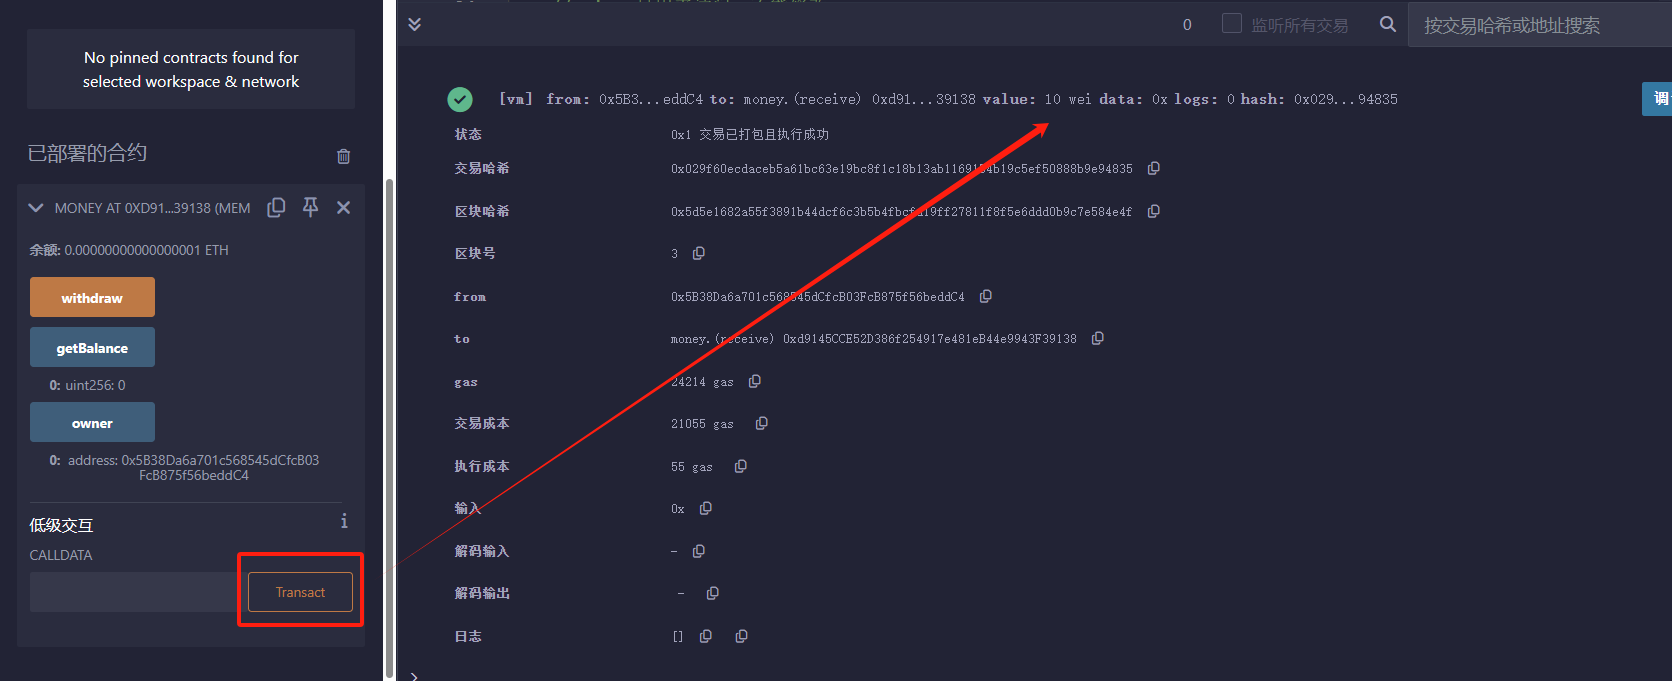 No pinned contracts found for
selected workspace & network
已部署的合约
MONEY AT 0XD91...39138 (MEM
余额: 0.00000000000000001 ETH
withdraw
getBalance
0: uint256: 0
owner
0: address: 0x5B38Da6a701c568545dCfcB03
FcB875f56beddC4
低级交互
i
CALLDATA
Transact
0
监听所有交易
按交易哈希或地址搜索
[vm] from: 0x5B3...eddC4 to: money.(receive) 0xd91...39138 value: 10 wei data: 0x logs: 0 hash: 0x029...94835
调
状态 0x1 交易已打包且执行成功
交易哈希
区块哈希
区块号 3
from 0x5B38Da6a701c568545dCfcB03FcB875f56beddC4
to money.(receive) 0xd9145CCE52D386f254917e481eB44e9943F39138
gas 24214 gas
交易成本 21055 gas
执行成本 55 gas
输入 0x
解码输入 -
解码输出 -
日志 []